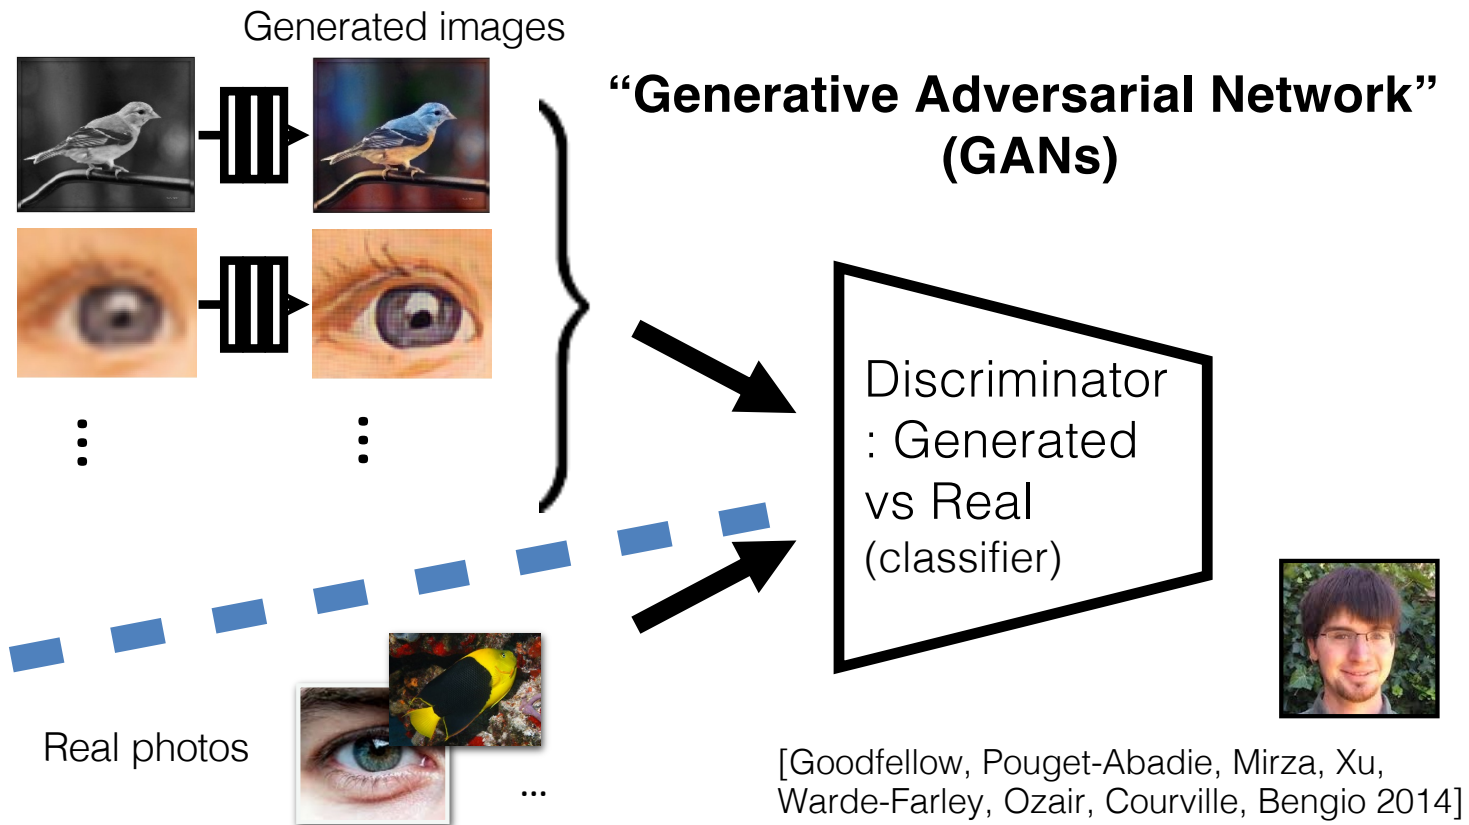 Generated images
“Generative Adversarial Network”
(GANs)
Discriminator
: Generated
vs Real
(classifier)
Real photos
...
[Goodfellow, Pouget-Abadie, Mirza, Xu,
Warde-Farley, Ozair, Courville, Bengio 2014]